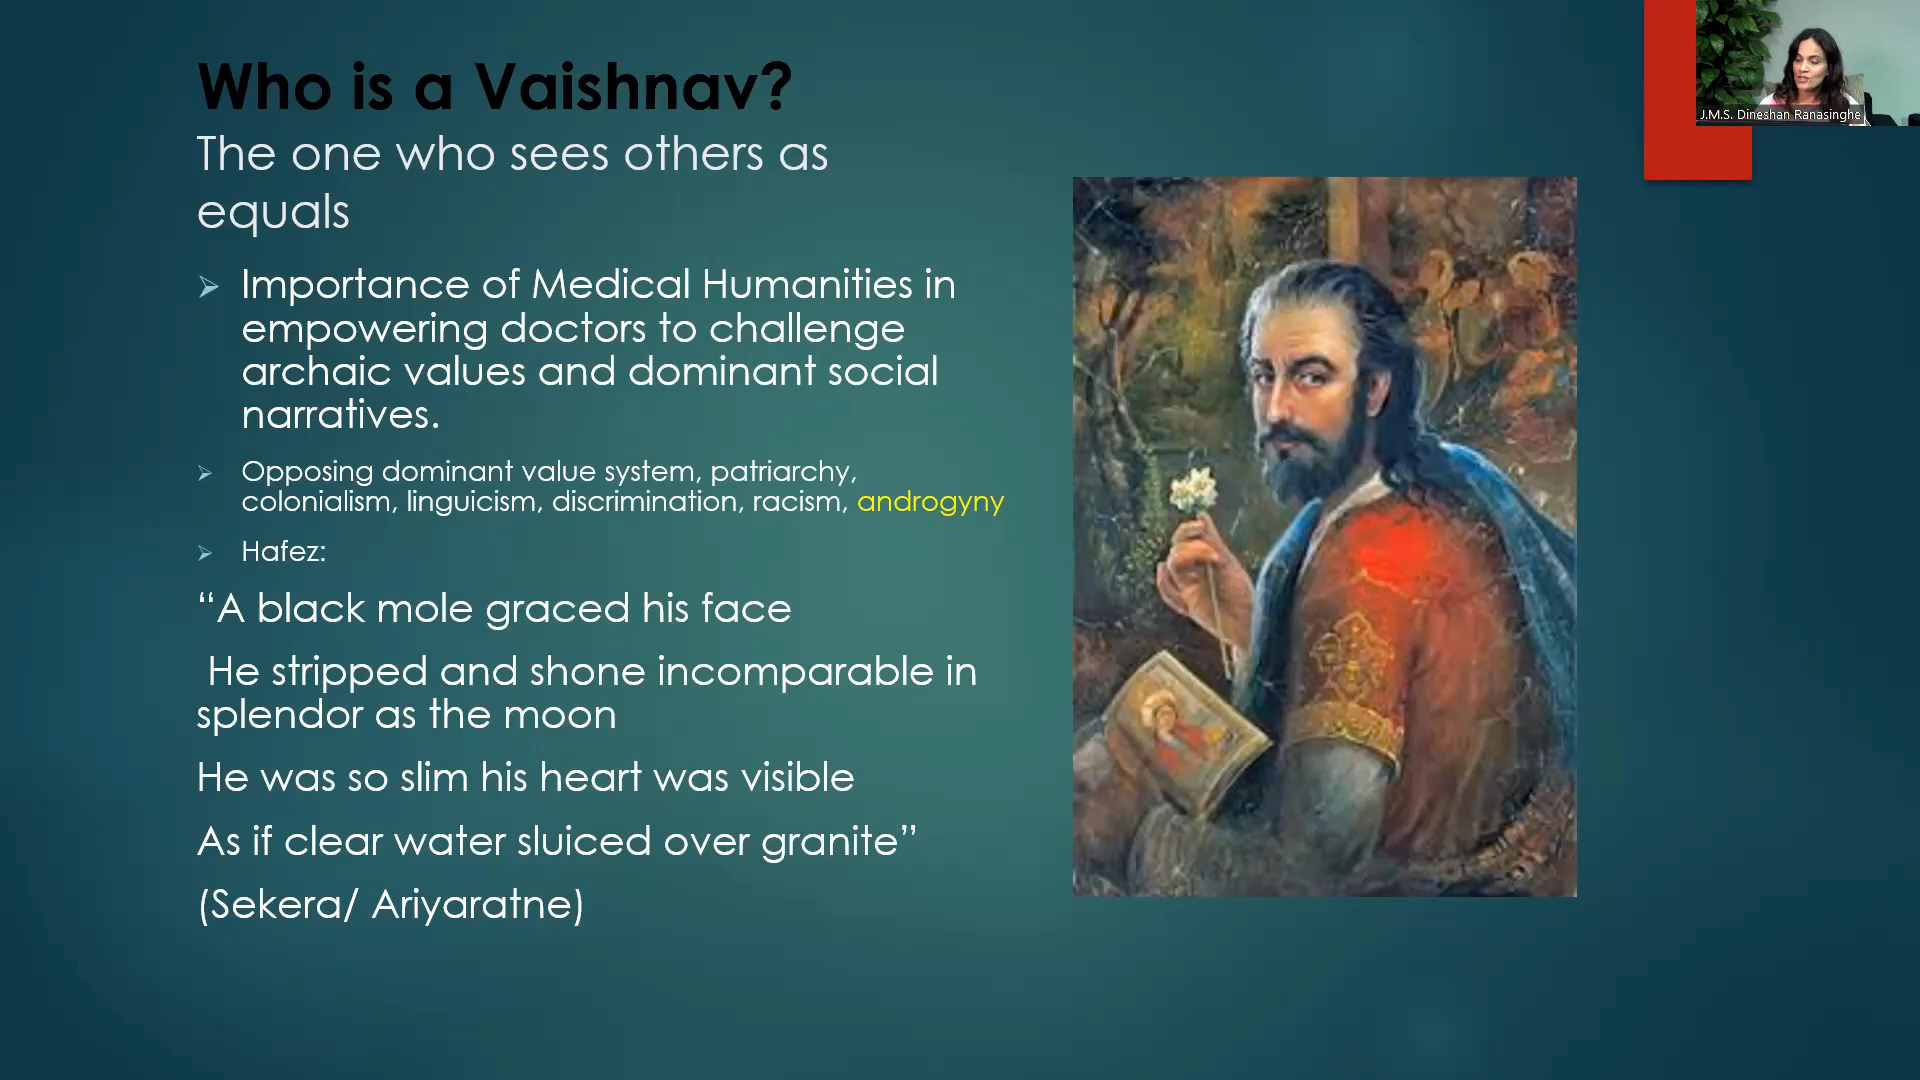 Who is a Vaishnav?
The one who sees others as
equals
Importance of Medical Humanities in
empowering doctors to challenge
archaic values and dominant social
narratives.
Opposing dominant value system, patriarchy,
colonialism, linguicism, discrimination, racism, androgyny
Hafez:
“A black mole graced his face
He stripped and shone incomparable in
splendor as the moon
He was so slim his heart was visible
As if clear water sluiced over granite”
(Sekera/ Ariyaratne)
J.M.S. Dineshan Ranasinghe